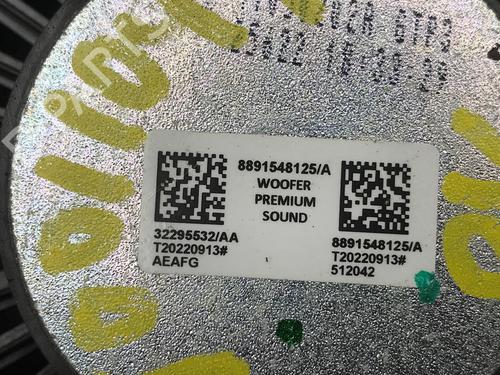 8891548125/A
WOOFER
PREMIUM
SOUND
32295532/AA
T20220913#
AEAFG
8891548125/A
T20220913#
512042